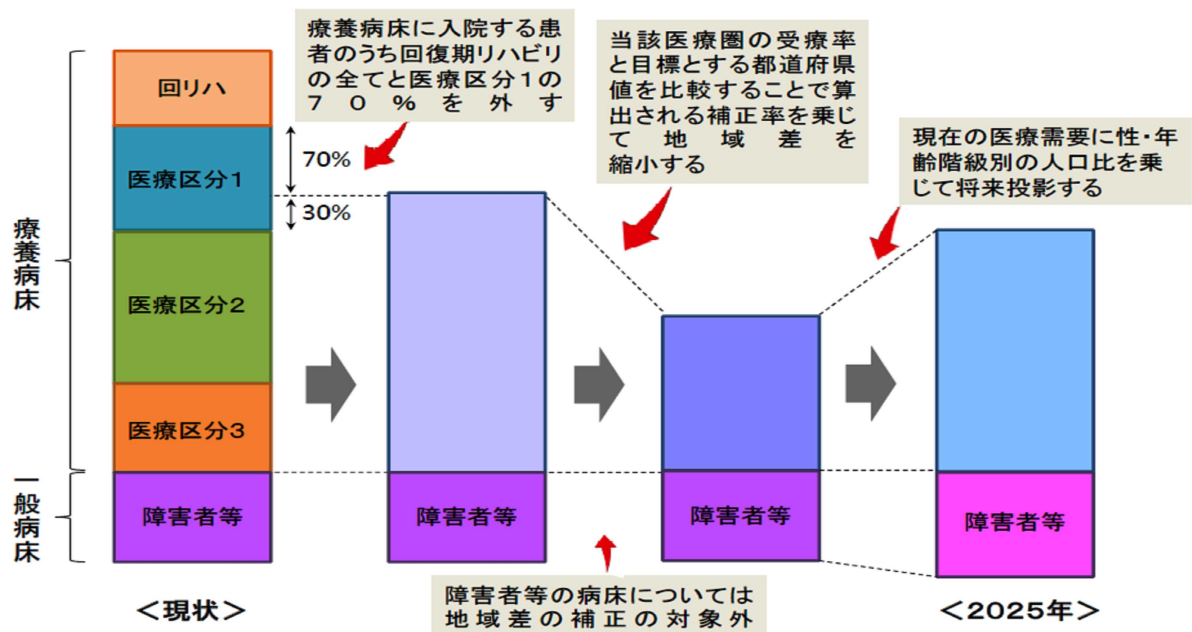 療養病床に入院する患
者のうち回復期リハビリ
の全てと医療区分1の
70%を外す
当該医療圏の受療率
と目標とする都道府県
値を比較することで算
出される補正率を乗じ
て地域差を
縮小する
現在の医療需要に性・年
齢階級別の人口比を乗
じて将来投影する
回リハ
医療区分1
70%
30%
医療区分2
医療区分3
療養病床
一般病床
障害者等
障害者等
障害者等
障害者等
障害者等の病床については
地域差の補正の対象外
<現状>
<2025年>